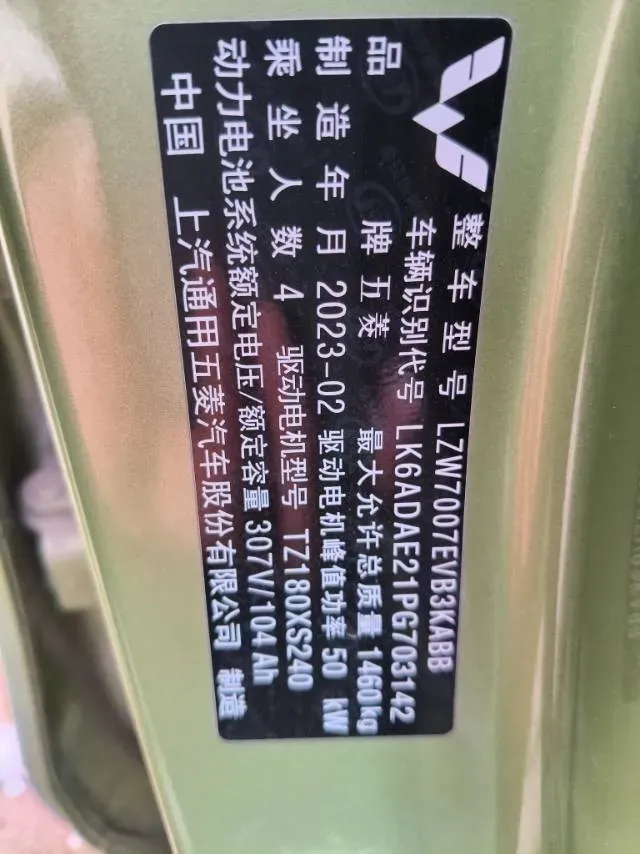 整车型号 LZW7007EVB3KABB
车辆识别代号 LK6ADAE21PG703142
品牌 五菱 最大允许总质量 1460kg
制造年月 2023-02 驱动电机峰值功率 50 kW
乘坐人数 4 驱动电机型号 TZ180XS240
动力电池系统额定电压/额定容量 307V/104Ah
中国 上汽通用五菱汽车股份有限公司 制造